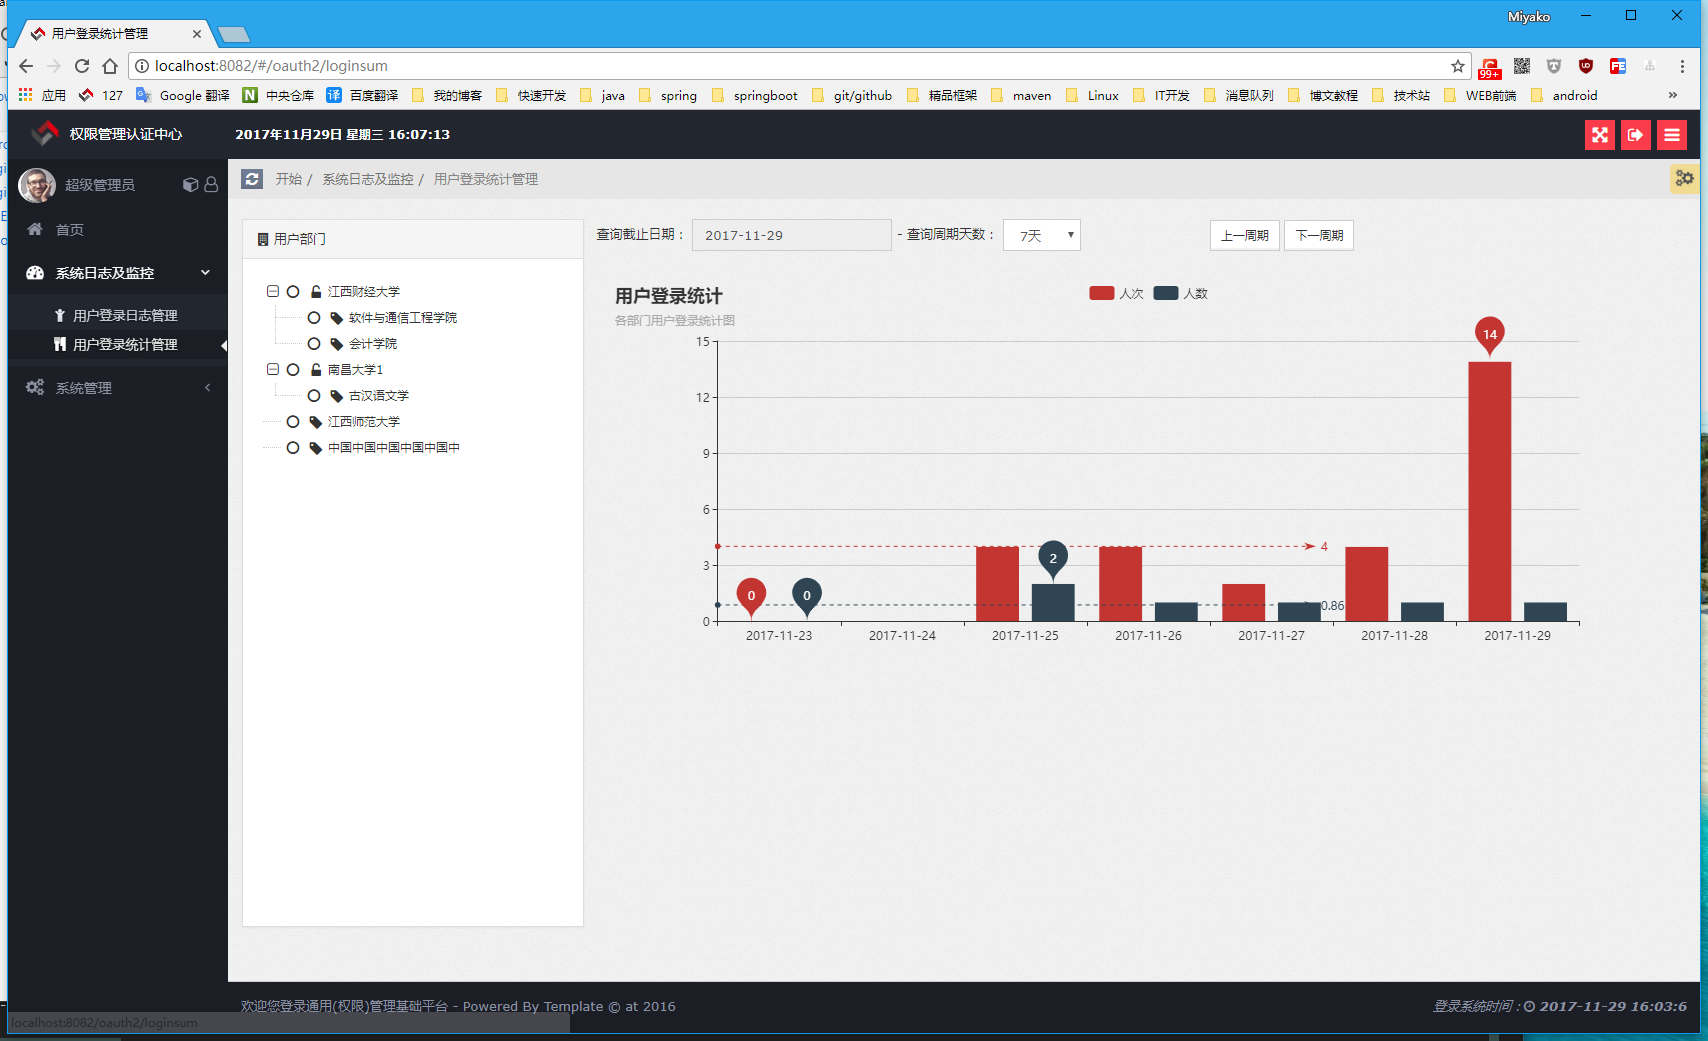 Miyako
用户登录统计管理
localhost:8082/#/oauth2/loginsum
99+
应用 127 Google 翻译 中央仓库 百度翻译 我的博客 快速开发 java spring springboot git/github 精品框架 maven Linux IT开发 消息队列 博文教程 技术站 WEB前端 android »
权限管理认证中心 2017年11月29日 星期三 16:07:13
超级管理员
首页
系统日志及监控
用户登录日志管理
用户登录统计管理
系统管理
开始 / 系统日志及监控 / 用户登录统计管理
用户部门
江西财经大学
软件与通信工程学院
会计学院
南昌大学1
古汉语文学
江西师范大学
中国中国中国中国中国中
查询截止日期： 2017-11-29 - 查询周期天数： 7天 上一周期 下一周期
用户登录统计
各部门用户登录统计图
人次 人数
15
12
9
6
3
0
0 0 2 14
4
0.86
2017-11-23 2017-11-24 2017-11-25 2017-11-26 2017-11-27 2017-11-28 2017-11-29
欢迎您登录通用(权限)管理基础平台 - Powered By Template © at 2016
登录系统时间： 2017-11-29 16:03:6
localhost:8082/oauth2/loginsum